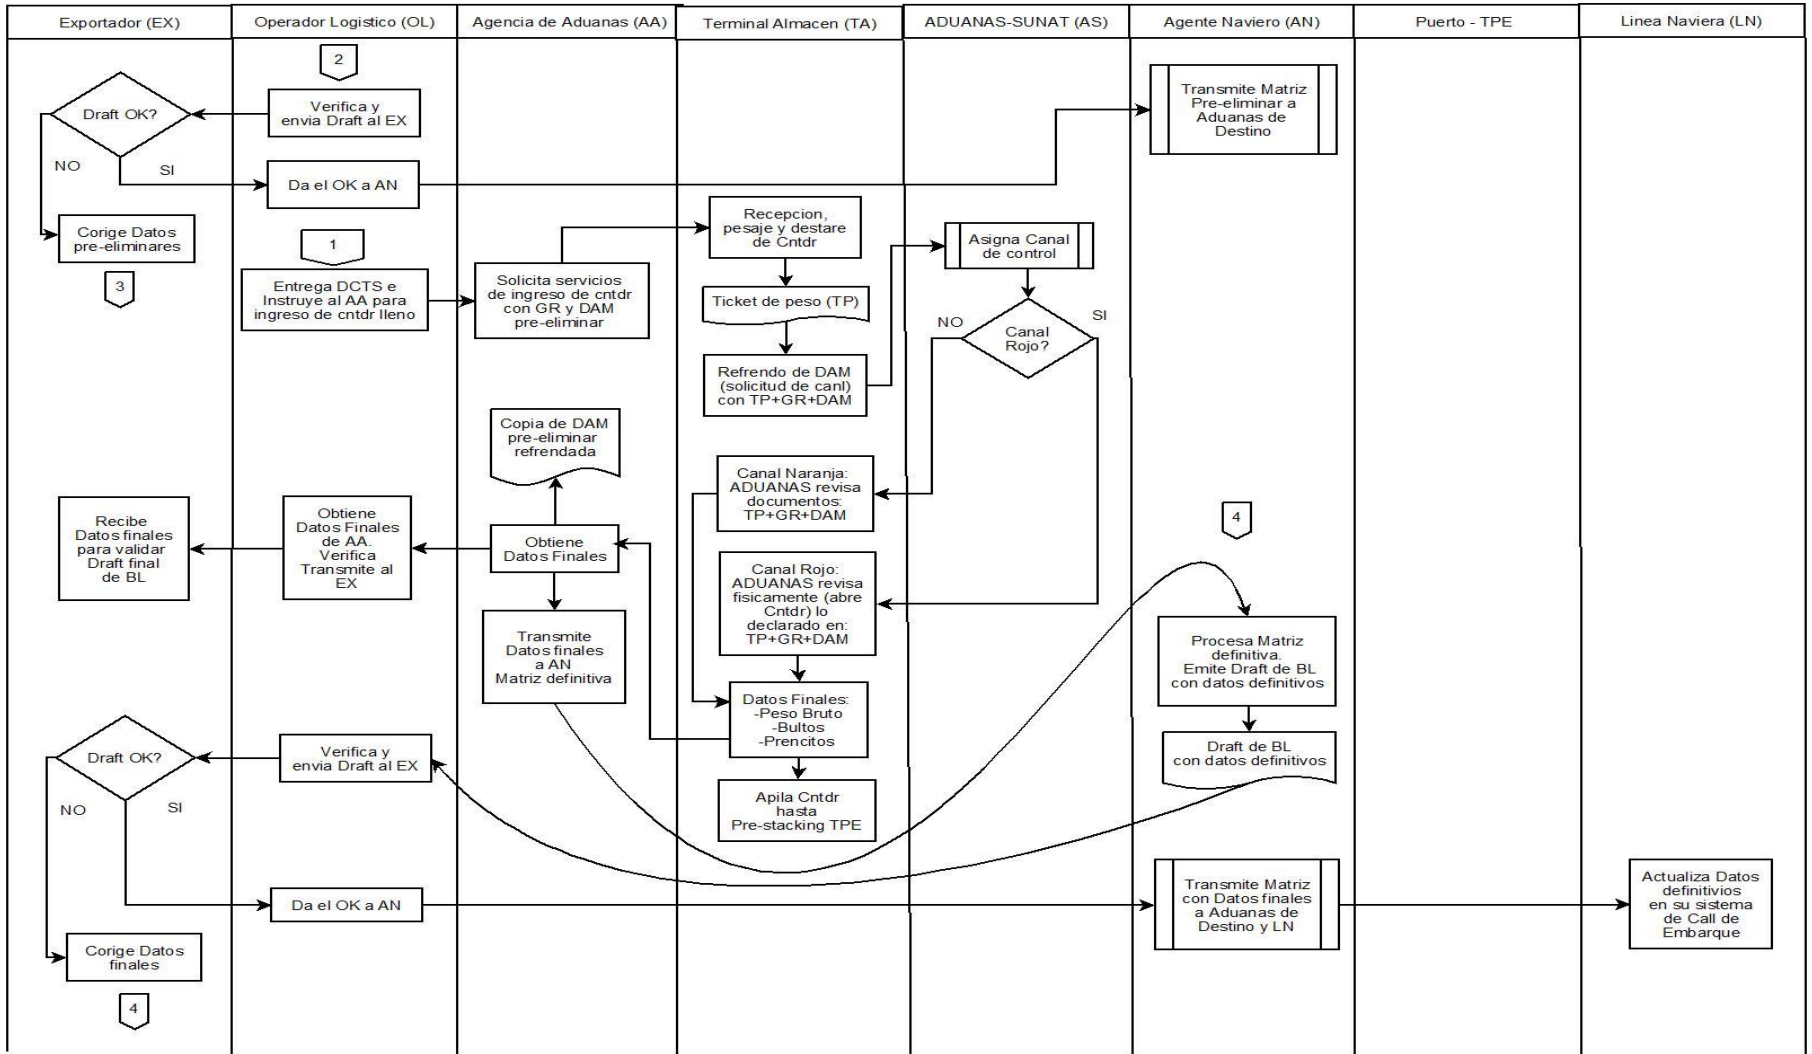 Exportador (EX)
Operador Logistico (OL)
Agencia de Aduanas (AA)
Terminal Almacen (TA)
ADUANAS-SUNAT (AS)
Agente Naviero (AN)
Puerto - TPE
Linea Naviera (LN)
2
Draft OK?
Verifica y
envia Draft al EX
Transmite Matriz
Pre-eliminar a
Aduanas de
Destino
NO
SI
Da el OK a AN
Corige Datos
pre-eliminares
3
1
Entrega DCTS e
Instruye al AA para
ingreso de cntdr lleno
Solicita servicios
de ingreso de cntdr
con GR y DAM
pre-eliminar
Recepcion,
pesaje y destare
de Cntdr
Ticket de peso (TP)
Refrendo de DAM
(solicitud de canl)
con TP+GR+DAM
Asigna Canal
de control
NO
SI
Canal
Rojo?
Copia de DAM
pre-eliminar
refrendada
Canal Naranja:
ADUANAS revisa
documentos:
TP+GR+DAM
4
Recibe
Datos finales
para validar
Draft final
de BL
Obtiene
Datos Finales
de AA.
Verifica
Transmite al
EX
Obtiene
Datos Finales
Canal Rojo:
ADUANAS revisa
fisicamente (abre
Cntdr) lo
declarado en:
TP+GR+DAM
Transmite
Datos finales
a AN
Matriz definitiva
Procesa Matriz
definitiva.
Emite Draft de BL
con datos definitivos
Datos Finales:
-Peso Bruto
-Bultos
-Prencitos
Draft OK?
Verifica y
envia Draft al EX
Draft de BL
con datos definitivos
NO
SI
Apila Cntdr
hasta
Pre-stacking TPE
Da el OK a AN
Transmite Matriz
con Datos finales
a Aduanas de
Destino y LN
Actualiza Datos
definitivios
en su sistema
de Call de
Embarque
Corige Datos
finales
4